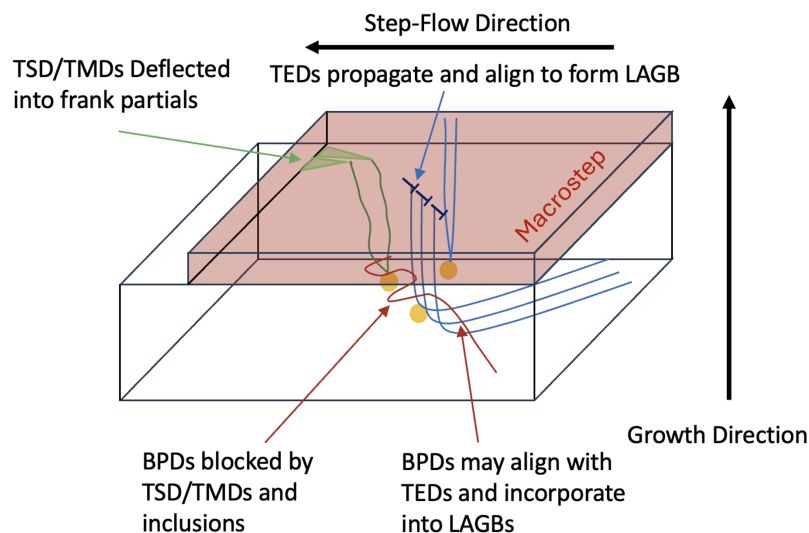 Step-Flow Direction
TSD/TMDs Deflected
into frank partials
TEDs propagate and align to form LAGB
Macrostep
Growth Direction
BPDs blocked by
TSD/TMDs and
inclusions
BPDs may align with
TEDs and incorporate
into LAGBs